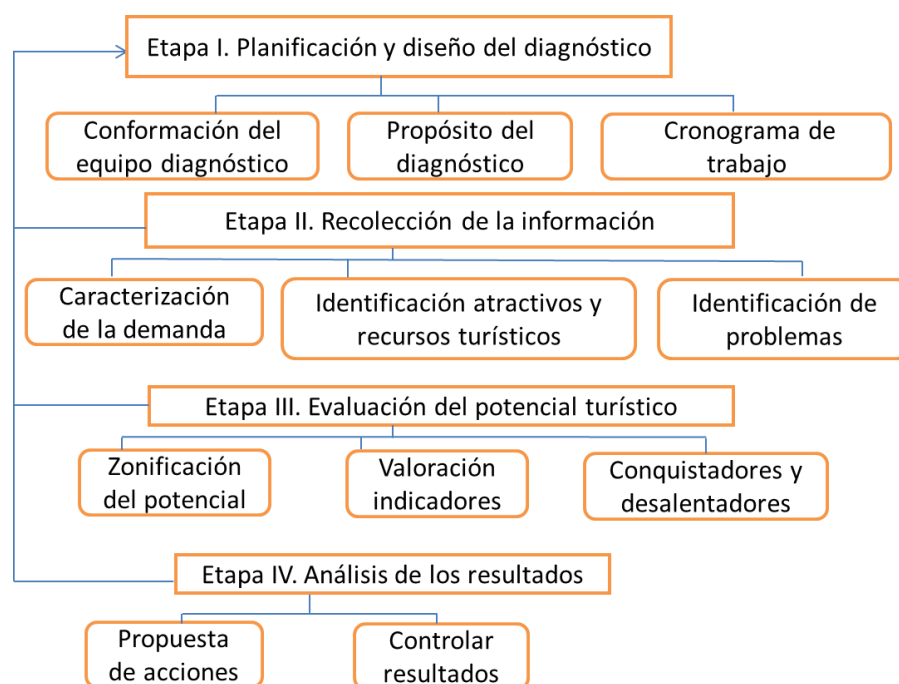 Etapa I. Planificación y diseño del diagnóstico
Conformación del
equipo diagnóstico
Propósito del
diagnóstico
Cronograma de
trabajo
Etapa II. Recolección de la información
Caracterización
de la demanda
Identificación atractivos y
recursos turísticos
Identificación de
problemas
Etapa III. Evaluación del potencial turístico
Zonificación
del potencial
Valoración
indicadores
Conquistadores y
desalentadores
Etapa IV. Análisis de los resultados
Propuesta
de acciones
Controlar
resultados